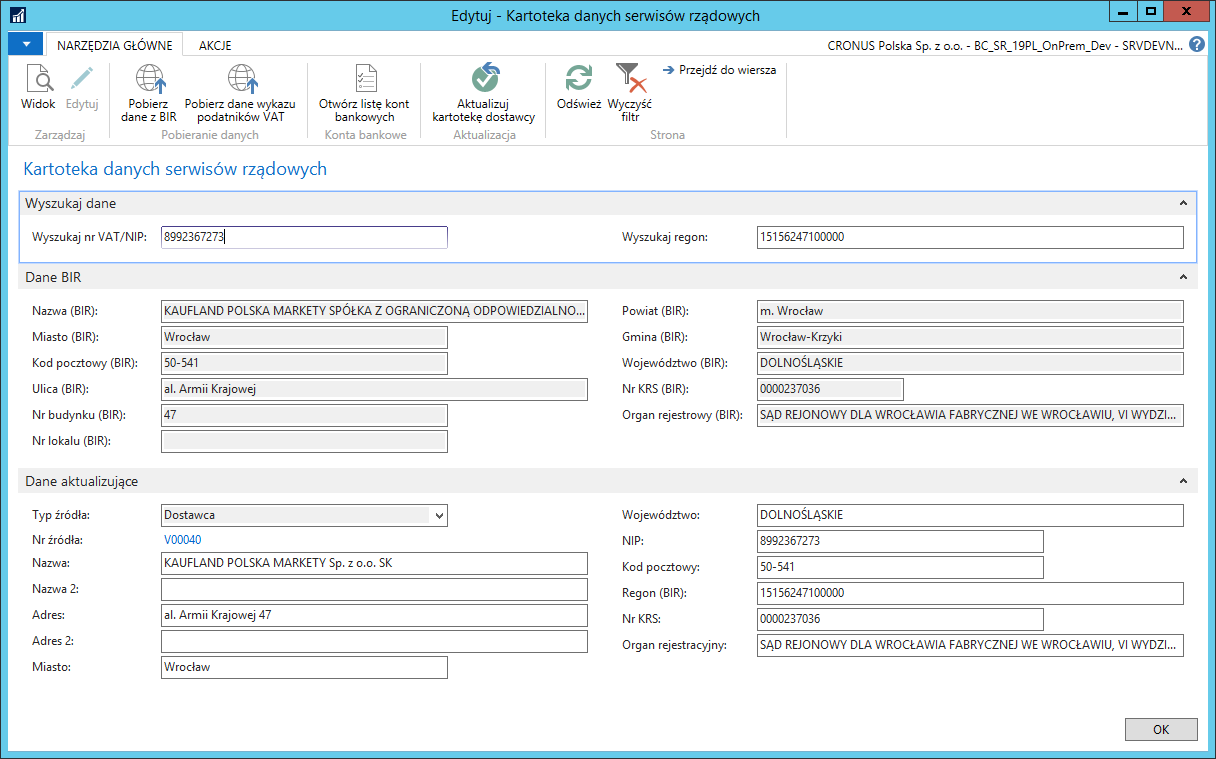 Edytuj - Kartoteka danych serwisów rządowych
NARZĘDZIA GŁÓWNE AKCJE
CRONUS Polska Sp. z o.o. - BC_SR_19PL_OnPrem_Dev - SRVDEVN... ?
Widok
Edytuj
Zarządzaj
Pobierz
dane z BIR
Pobierz dane wykazu
podatników VAT
Pobieranie danych
Otwórz listę kont
bankowych
Konta bankowe
Aktualizuj
kartotekę dostawcy
Aktualizacja
Odśwież
Wyczyść
filtr
Przejdź do wiersza
Strona
Kartoteka danych serwisów rządowych
Wyszukaj dane
Wyszukaj nr VAT/NIP: 8992367273
Wyszukaj regon: 15156247100000
Dane BIR
Nazwa (BIR): KAUFLAND POLSKA MARKETY SPÓŁKA Z OGRANICZONĄ ODPOWIEDZIALNO...
Miasto (BIR): Wrocław
Kod pocztowy (BIR): 50-541
Ulica (BIR): al. Armii Krajowej
Nr budynku (BIR): 47
Nr lokalu (BIR):
Powiat (BIR): m. Wrocław
Gmina (BIR): Wrocław-Krzyki
Województwo (BIR): DOLNOŚLĄSKIE
Nr KRS (BIR): 0000237036
Organ rejestrowy (BIR): SĄD REJONOWY DLA WROCŁAWIA FABRYCZNEJ WE WROCŁAWIU, VI WYDZI...
Dane aktualizujące
Typ źródła: Dostawca
Nr źródła: V00040
Nazwa: KAUFLAND POLSKA MARKETY Sp. z o.o. SK
Nazwa 2:
Adres: al. Armii Krajowej 47
Adres 2:
Miasto: Wrocław
Województwo: DOLNOŚLĄSKIE
NIP: 8992367273
Kod pocztowy: 50-541
Regon (BIR): 15156247100000
Nr KRS: 0000237036
Organ rejestracyjny: SĄD REJONOWY DLA WROCŁAWIA FABRYCZNEJ WE WROCŁAWIU, VI WYDZI...
OK